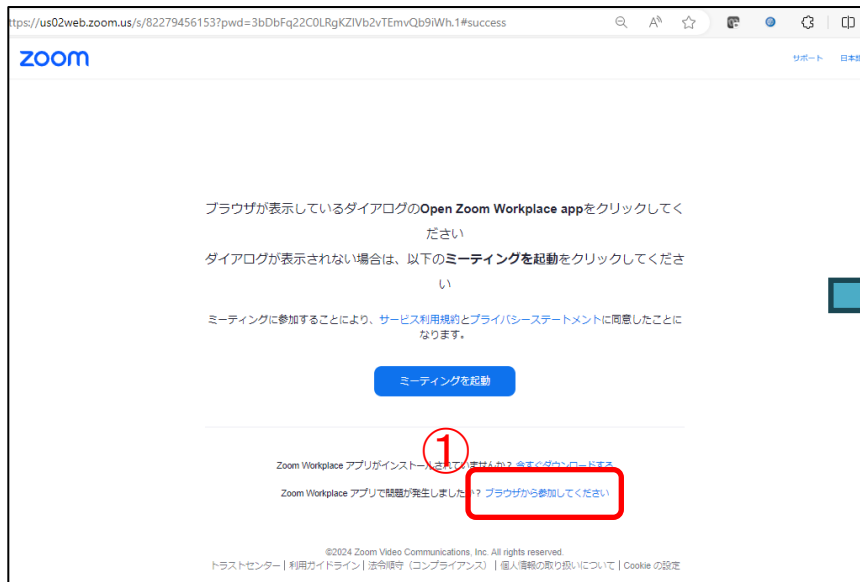 ttps://us02web.zoom.us/s/82279456153?pwd=3bDbFq22C0LRgKZIVb2vTEmvQb9iWh.1#success
zoom
サポート 日本語
ブラウザが表示しているダイアログのOpen Zoom Workplace appをクリックしてく
ださい
ダイアログが表示されない場合は、以下のミーティングを起動をクリックしてくださ
い
ミーティングに参加することにより、サービス利用規約とプライバシーステートメントに同意したことに
なります。
ミーティングを起動
①
Zoom Workplace アプリがインストールされていませんか？ 今すぐダウンロードする
Zoom Workplace アプリで問題が発生しましたか？ ブラウザから参加してください
©2024 Zoom Video Communications, Inc. All rights reserved.
トラストセンター | 利用ガイドライン | 法令順守（コンプライアンス） | 個人情報の取り扱いについて | Cookie の設定